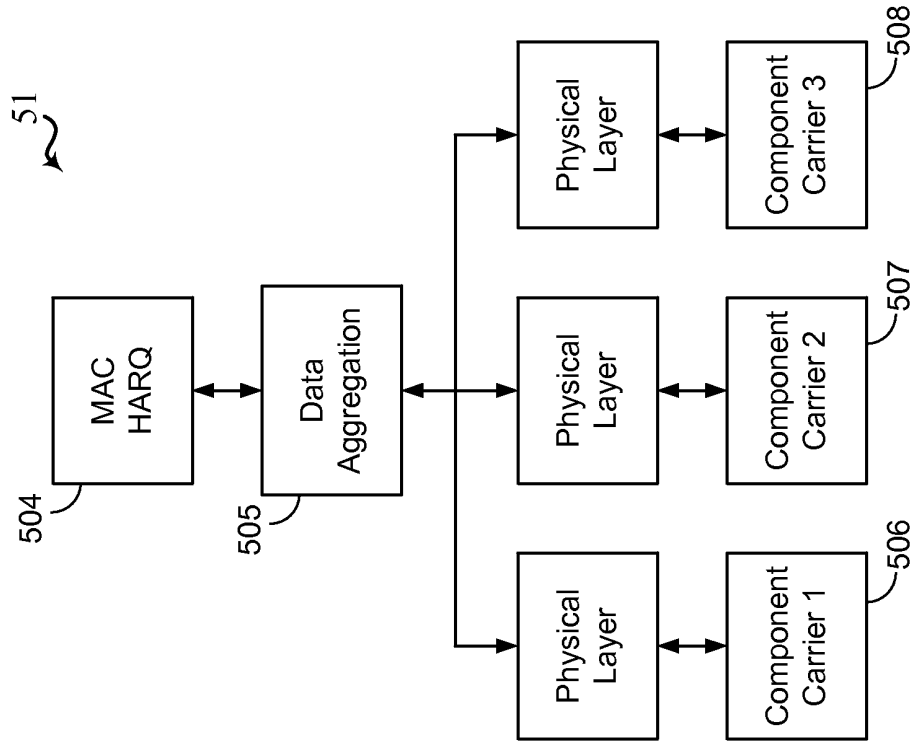 51
MAC
HARQ
504
Data
Aggregation
505
Physical
Layer
Physical
Layer
Physical
Layer
Component
Carrier 1
506
Component
Carrier 2
507
Component
Carrier 3
508